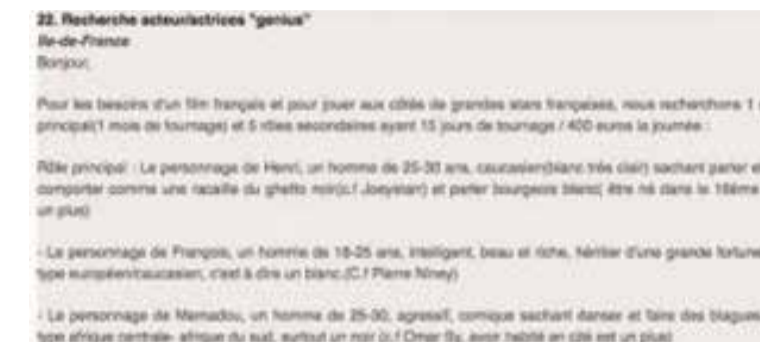 22. Recherche acteur/actrices "genius"
Ile-de-France
Bonjour,
Pour les besoins d'un film français et pour jouer aux côtés de grandes stars françaises, nous recherchons 1
principal(1 mois de tournage) et 5 rôles secondaires ayant 15 jours de tournage / 400 euros la journée :
Rôle principal : Le personnage de Henri, un homme de 25-30 ans, caucasien(blanc très clair) sachant parler et
comporter comme une racaille du ghetto noir(c.f Joeystarr) et parler bourgeois blanc( être né dans le 16ème
un plus)
- Le personnage de François, un homme de 18-25 ans, intelligent, beau et riche, héritier d'une grande fortune
type européen/caucasien, c'est à dire un blanc.(C.f Pierre Niney)
- Le personnage de Mamadou, un homme de 25-30, agressif, comique sachant danser et faire des blagues
type afrique centrale- afrique du sud, surtout un noir (c.f Omar Sy, avoir habité en cité est un plus)